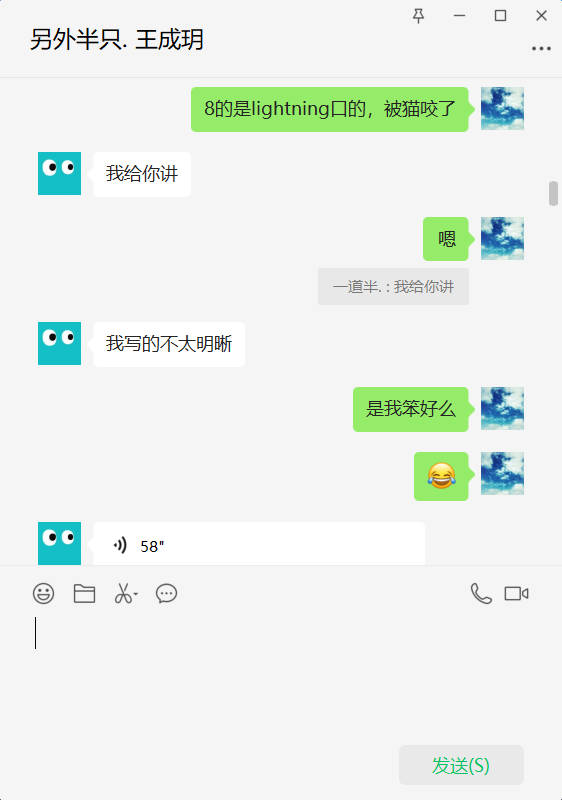 另外半只. 王成玥
8的是lightning口的，被猫咬了
我给你讲
嗯
一道半. : 我给你讲
我写的不太明晰
是我笨好么
58"
发送(S)